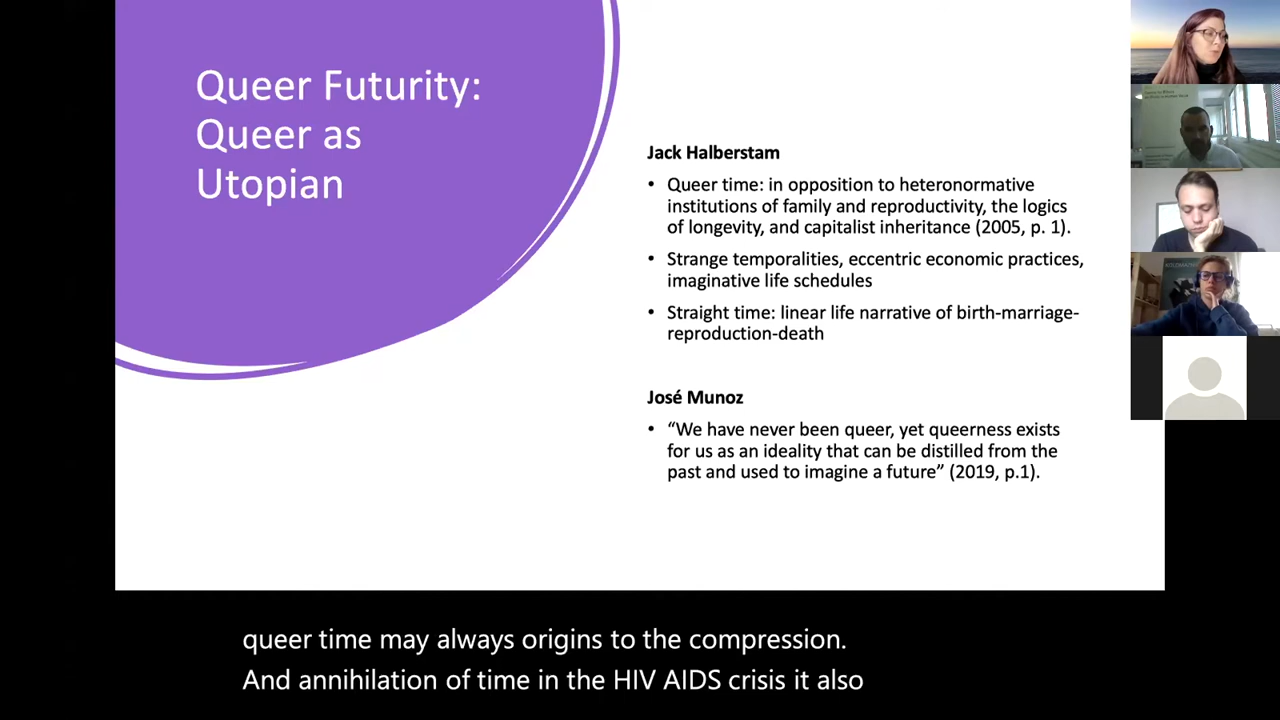 Queer Futurity:
Queer as
Utopian
Jack Halberstam
• Queer time: in opposition to heteronormative
institutions of family and reproductivity, the logics
of longevity, and capitalist inheritance (2005, p. 1).
• Strange temporalities, eccentric economic practices,
imaginative life schedules
• Straight time: linear life narrative of birth-marriage-
reproduction-death
José Munoz
• “We have never been queer, yet queerness exists
for us as an ideality that can be distilled from the
past and used to imagine a future” (2019, p.1).
queer time may always origins to the compression.
And annihilation of time in the HIV AIDS crisis it also